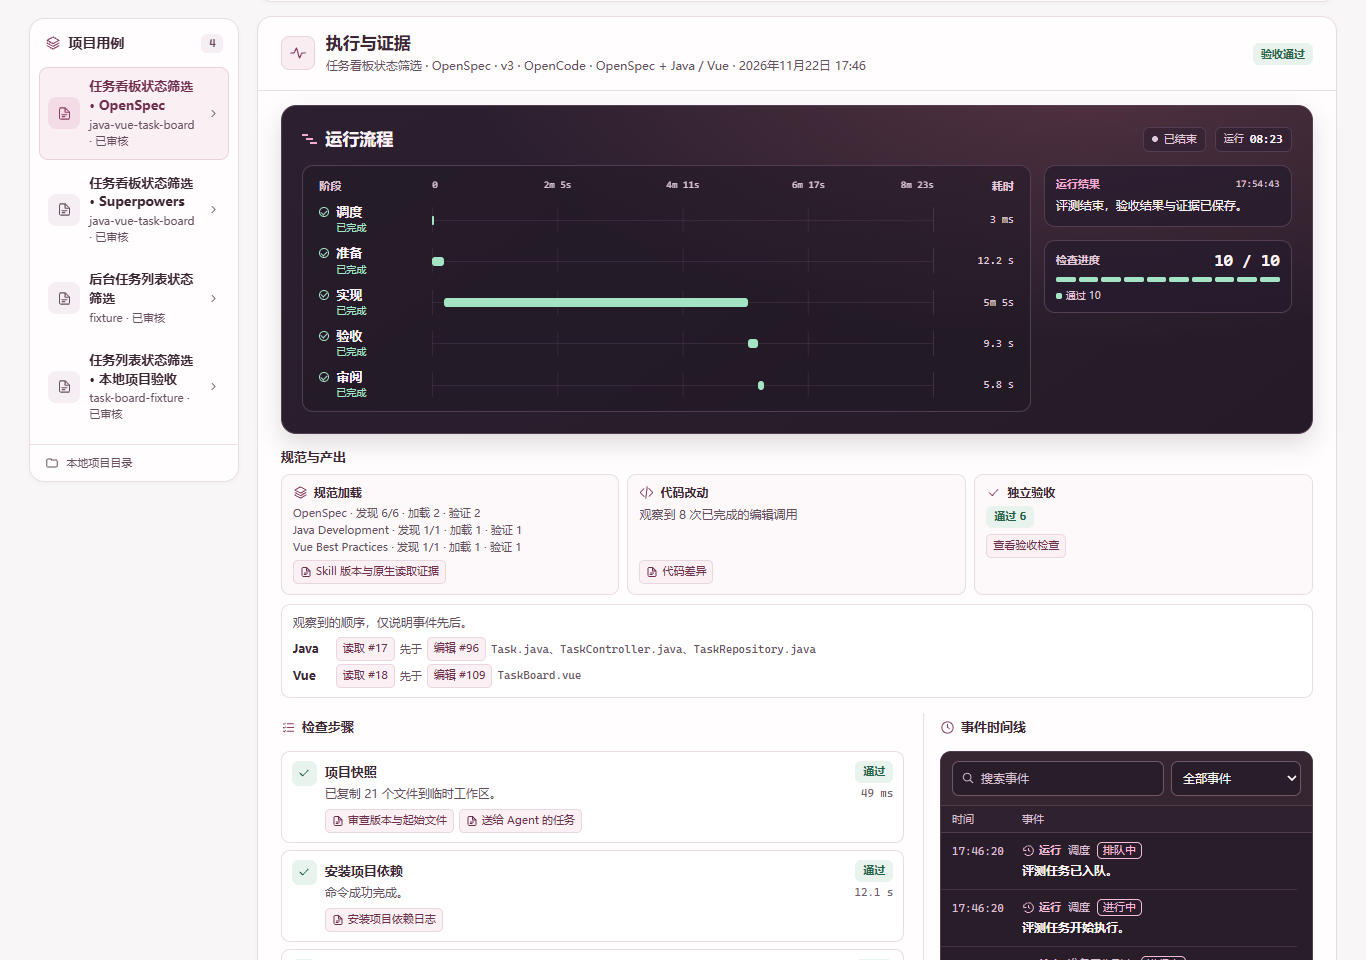 项目用例
4
任务看板状态筛选
• OpenSpec
java-vue-task-board
· 已审核
任务看板状态筛选
• Superpowers
java-vue-task-board
· 已审核
后台任务列表状态
筛选
fixture · 已审核
任务列表状态筛选
• 本地项目验收
task-board-fixture ·
已审核
本地项目目录
执行与证据
任务看板状态筛选 · OpenSpec · v3 · OpenCode · OpenSpec + Java / Vue · 2026年11月22日 17:46
验收通过
运行流程
已结束
运行 08:23
阶段 0 2m 5s 4m 11s 6m 17s 8m 23s 耗时
调度
已完成
3 ms
准备
已完成
12.2 s
实现
已完成
5m 5s
验收
已完成
9.3 s
审阅
已完成
5.8 s
运行结果 17:54:43
评测结束，验收结果与证据已保存。
检查进度 10 / 10
通过 10
规范与产出
规范加载
OpenSpec · 发现 6/6 · 加载 2 · 验证 2
Java Development · 发现 1/1 · 加载 1 · 验证 1
Vue Best Practices · 发现 1/1 · 加载 1 · 验证 1
Skill 版本与原生读取证据
代码改动
观察到 8 次已完成的编辑调用
代码差异
独立验收
通过 6
查看验收检查
观察到的顺序，仅说明事件先后。
Java 读取 #17 先于 编辑 #96 Task.java、TaskController.java、TaskRepository.java
Vue 读取 #18 先于 编辑 #109 TaskBoard.vue
检查步骤
项目快照
通过
已复制 21 个文件到临时工作区。
49 ms
审查版本与起始文件
送给 Agent 的任务
安装项目依赖
通过
命令成功完成。
12.1 s
安装项目依赖日志
事件时间线
搜索事件
全部事件
时间 事件
17:46:20 运行 调度 排队中
评测任务已入队。
17:46:20 运行 调度 进行中
评测任务开始执行。